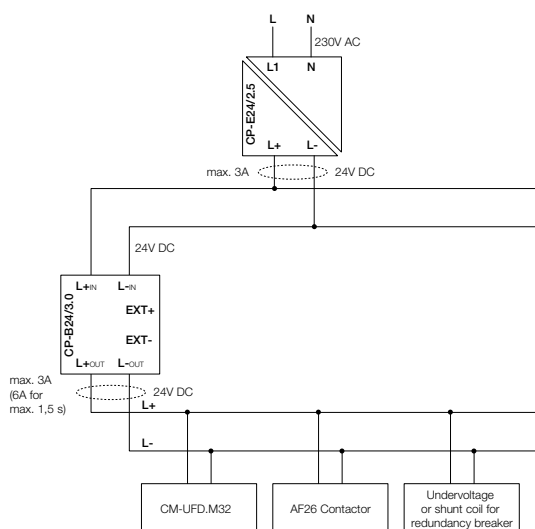 L N
230V AC
L1 N
CP-E24/2.5
L+ L-
max. 3A 24V DC
24V DC
L+IN L-IN
CP-B24/3.0
EXT+
EXT-
L+OUT L-OUT
max. 3A
(6A for
max. 1,5 s)
24V DC
L+
L-
CM-UFD.M32
AF26 Contactor
Undervoltage
or shunt coil for
redundancy breaker